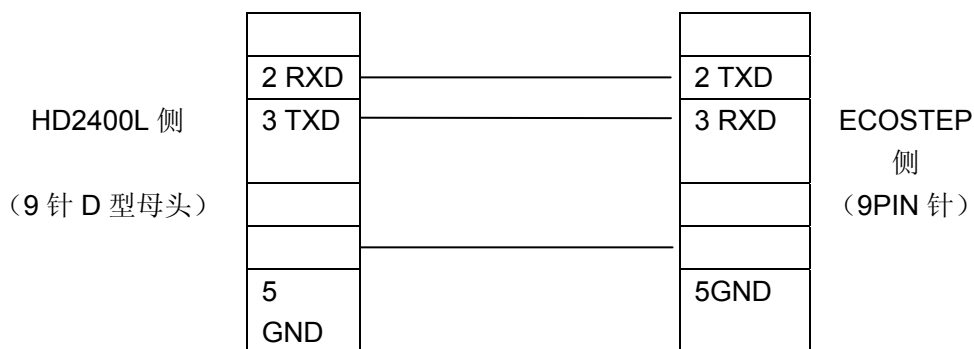 2 RXD
2 TXD
HD2400L 侧
3 TXD
3 RXD
ECOSTEP
侧
（9 针 D 型母头）
（9PIN 针）
5
GND
5GND